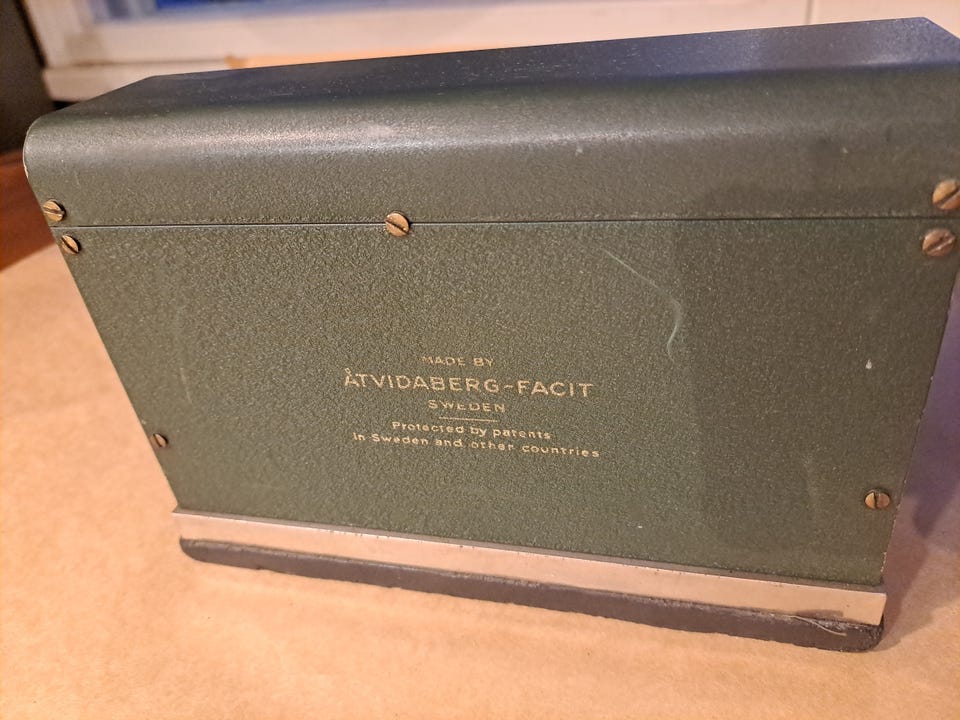 MADE BY
ÅTVIDABERG-FACIT
SWEDEN
Protected by patents
in Sweden and other countries